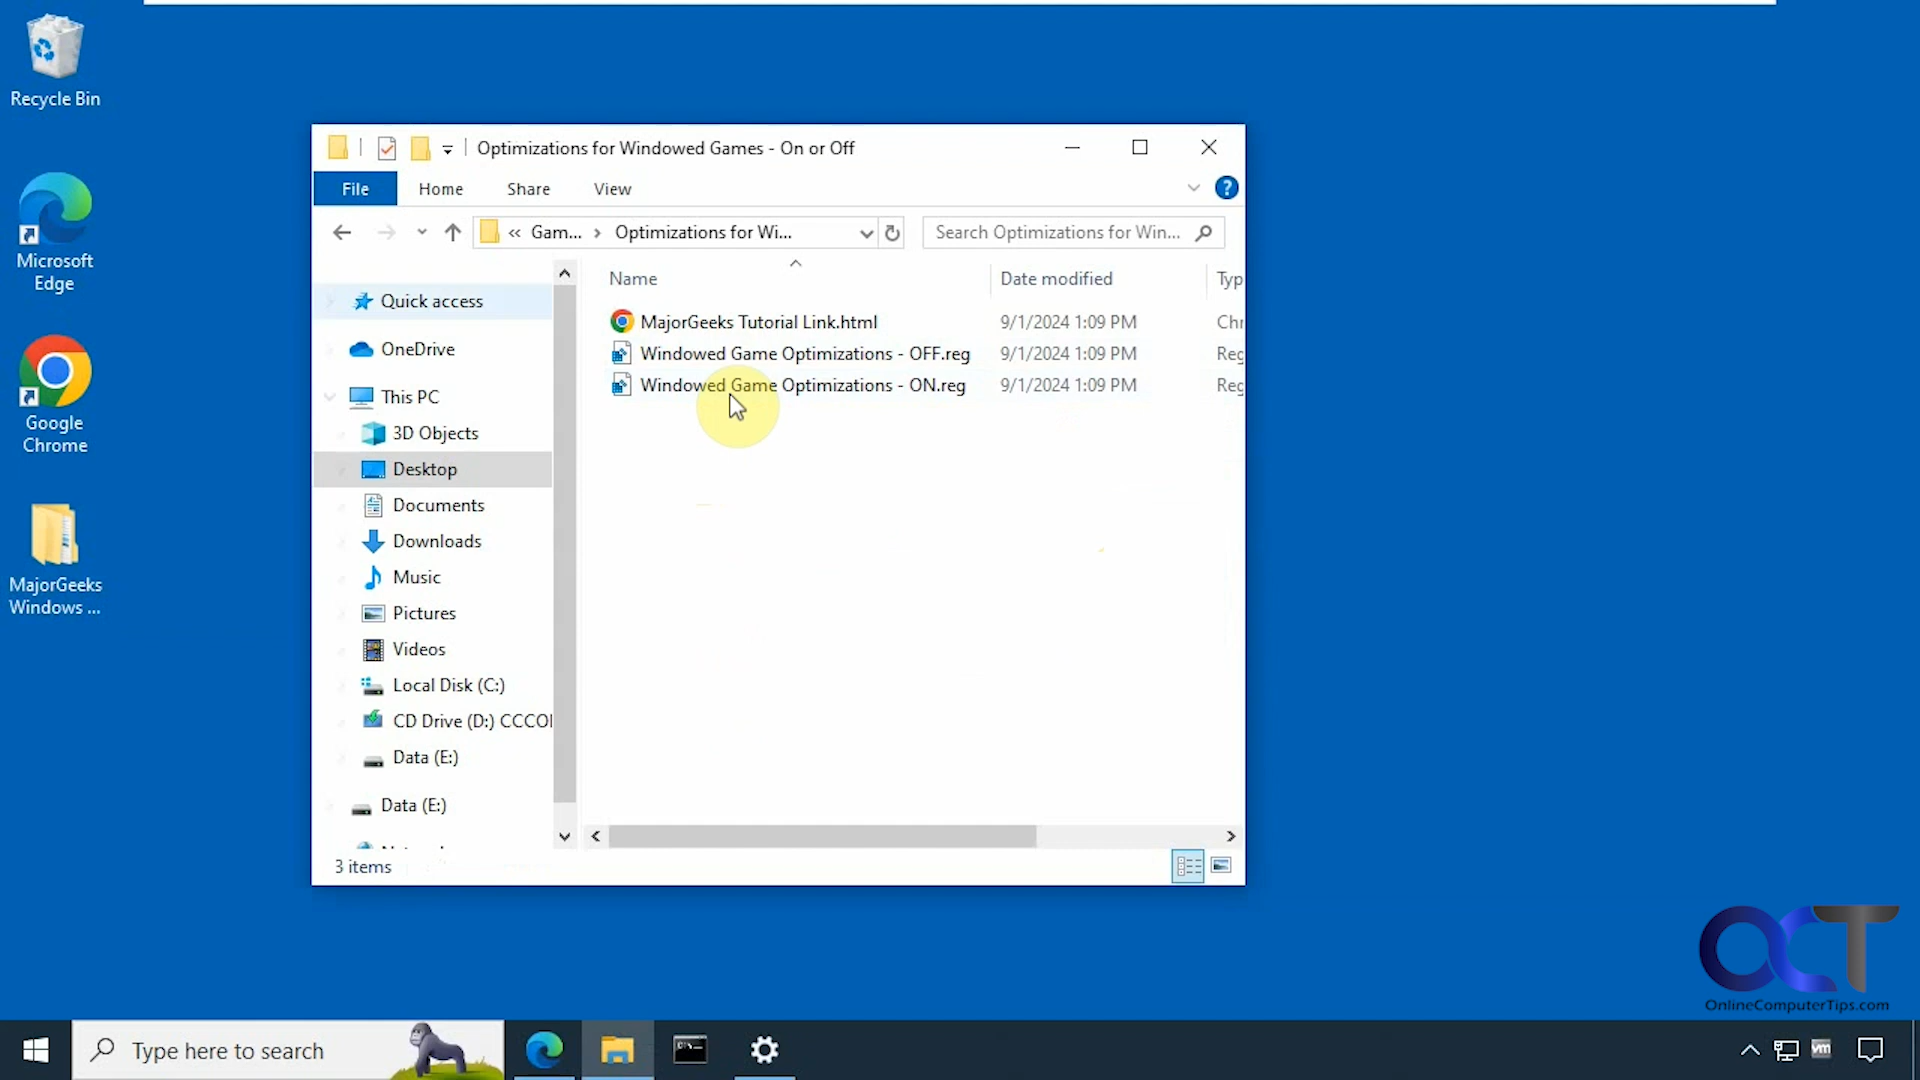 Recycle Bin
Microsoft
Edge
Google
Chrome
MajorGeeks
Windows ...
Optimizations for Windowed Games - On or Off
File Home Share View
« Gam... › Optimizations for Wi...
Search Optimizations for Win...
Quick access
OneDrive
This PC
3D Objects
Desktop
Documents
Downloads
Music
Pictures
Videos
Local Disk (C:)
CD Drive (D:) CCCO
Data (E:)
Data (E:)
Name Date modified Typ
MajorGeeks Tutorial Link.html 9/1/2024 1:09 PM Chr
Windowed Game Optimizations - OFF.reg 9/1/2024 1:09 PM Reg
Windowed Game Optimizations - ON.reg 9/1/2024 1:09 PM Reg
3 items
OCT
OnlineComputerTips.com
Type here to search
vm